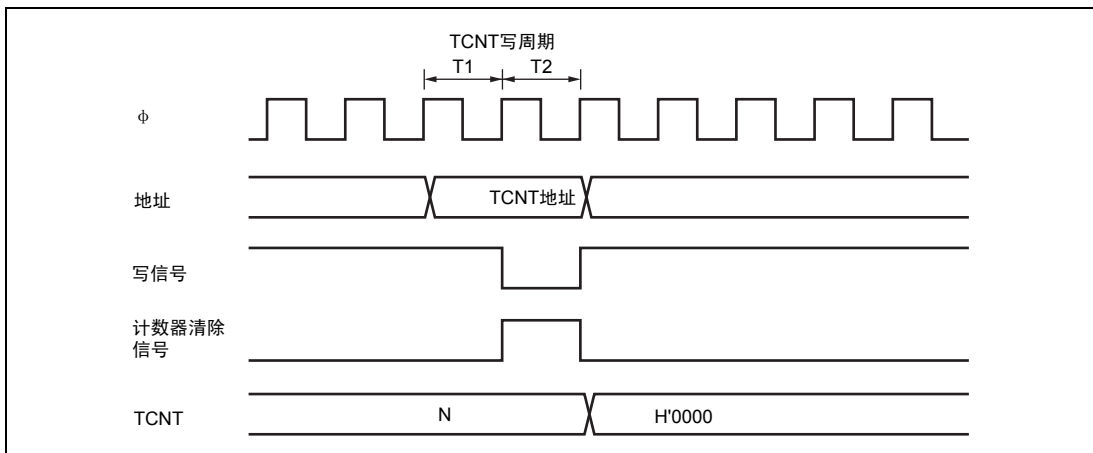 TCNT写周期
T1
T2
φ
地址
TCNT地址
写信号
计数器清除
信号
TCNT
N
H'0000